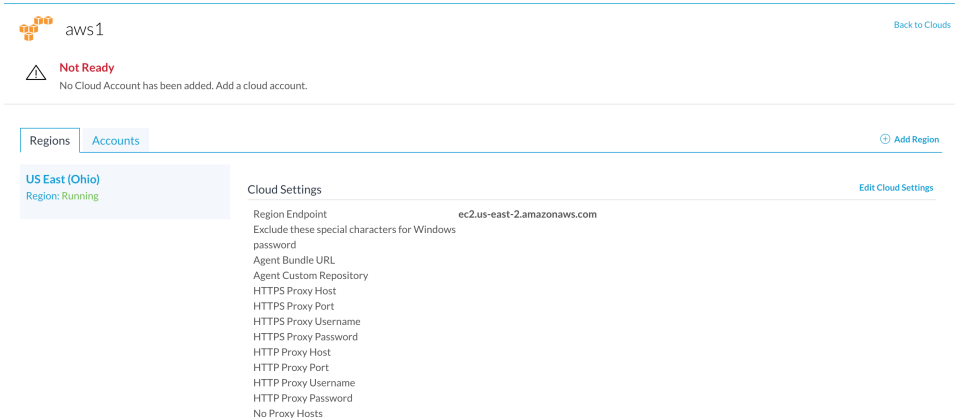 aws1
Back to Clouds
Not Ready
No Cloud Account has been added. Add a cloud account.
Regions
Accounts
Add Region
US East (Ohio)
Region: Running
Cloud Settings
Edit Cloud Settings
Region Endpoint ec2.us-east-2.amazonaws.com
Exclude these special characters for Windows
password
Agent Bundle URL
Agent Custom Repository
HTTPS Proxy Host
HTTPS Proxy Port
HTTPS Proxy Username
HTTPS Proxy Password
HTTP Proxy Host
HTTP Proxy Port
HTTP Proxy Username
HTTP Proxy Password
No Proxy Hosts